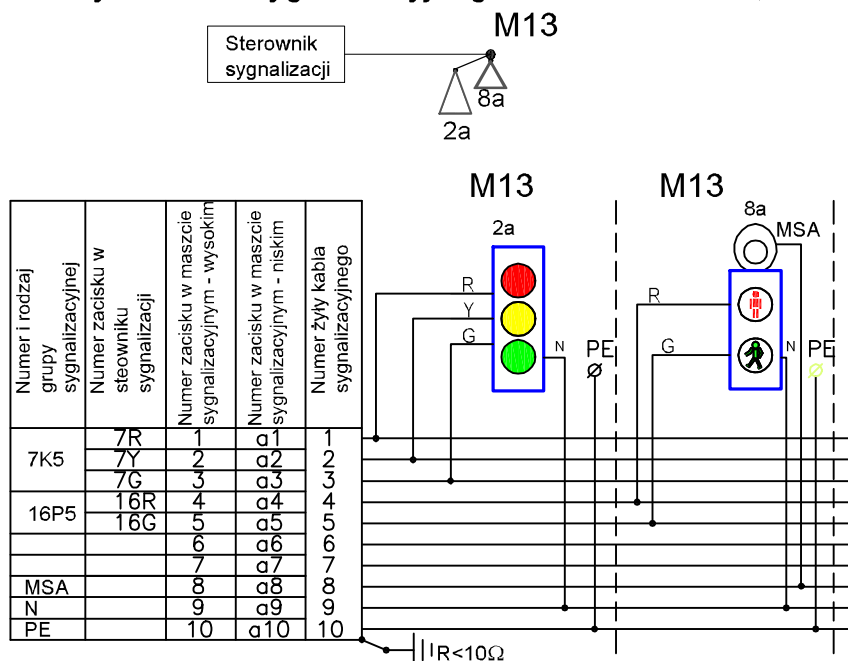 M13
Sterownik
sygnalizacji
8a
2a
M13
M13
2a
8a
MSA
R
Y
G
N
PE
R
G
N
PE
Numer i rodzaj
grupy
sygnalizacyjnej
Numer zacisku w
steowniku
sygnalizacji
Numer zacisku w maszcie
sygnalizacyjnym - wysokim
Numer zacisku w maszcie
sygnalizacyjnym - niskim
Numer żyły kabla
sygnalizacyjnego
7K5
7R 1 a1 1
7Y 2 a2 2
7G 3 a3 3
16P5
16R 4 a4 4
16G 5 a5 5
6 a6 6
7 a7 7
MSA 8 a8 8
N 9 a9 9
PE 10 a10 10
R<10Ω